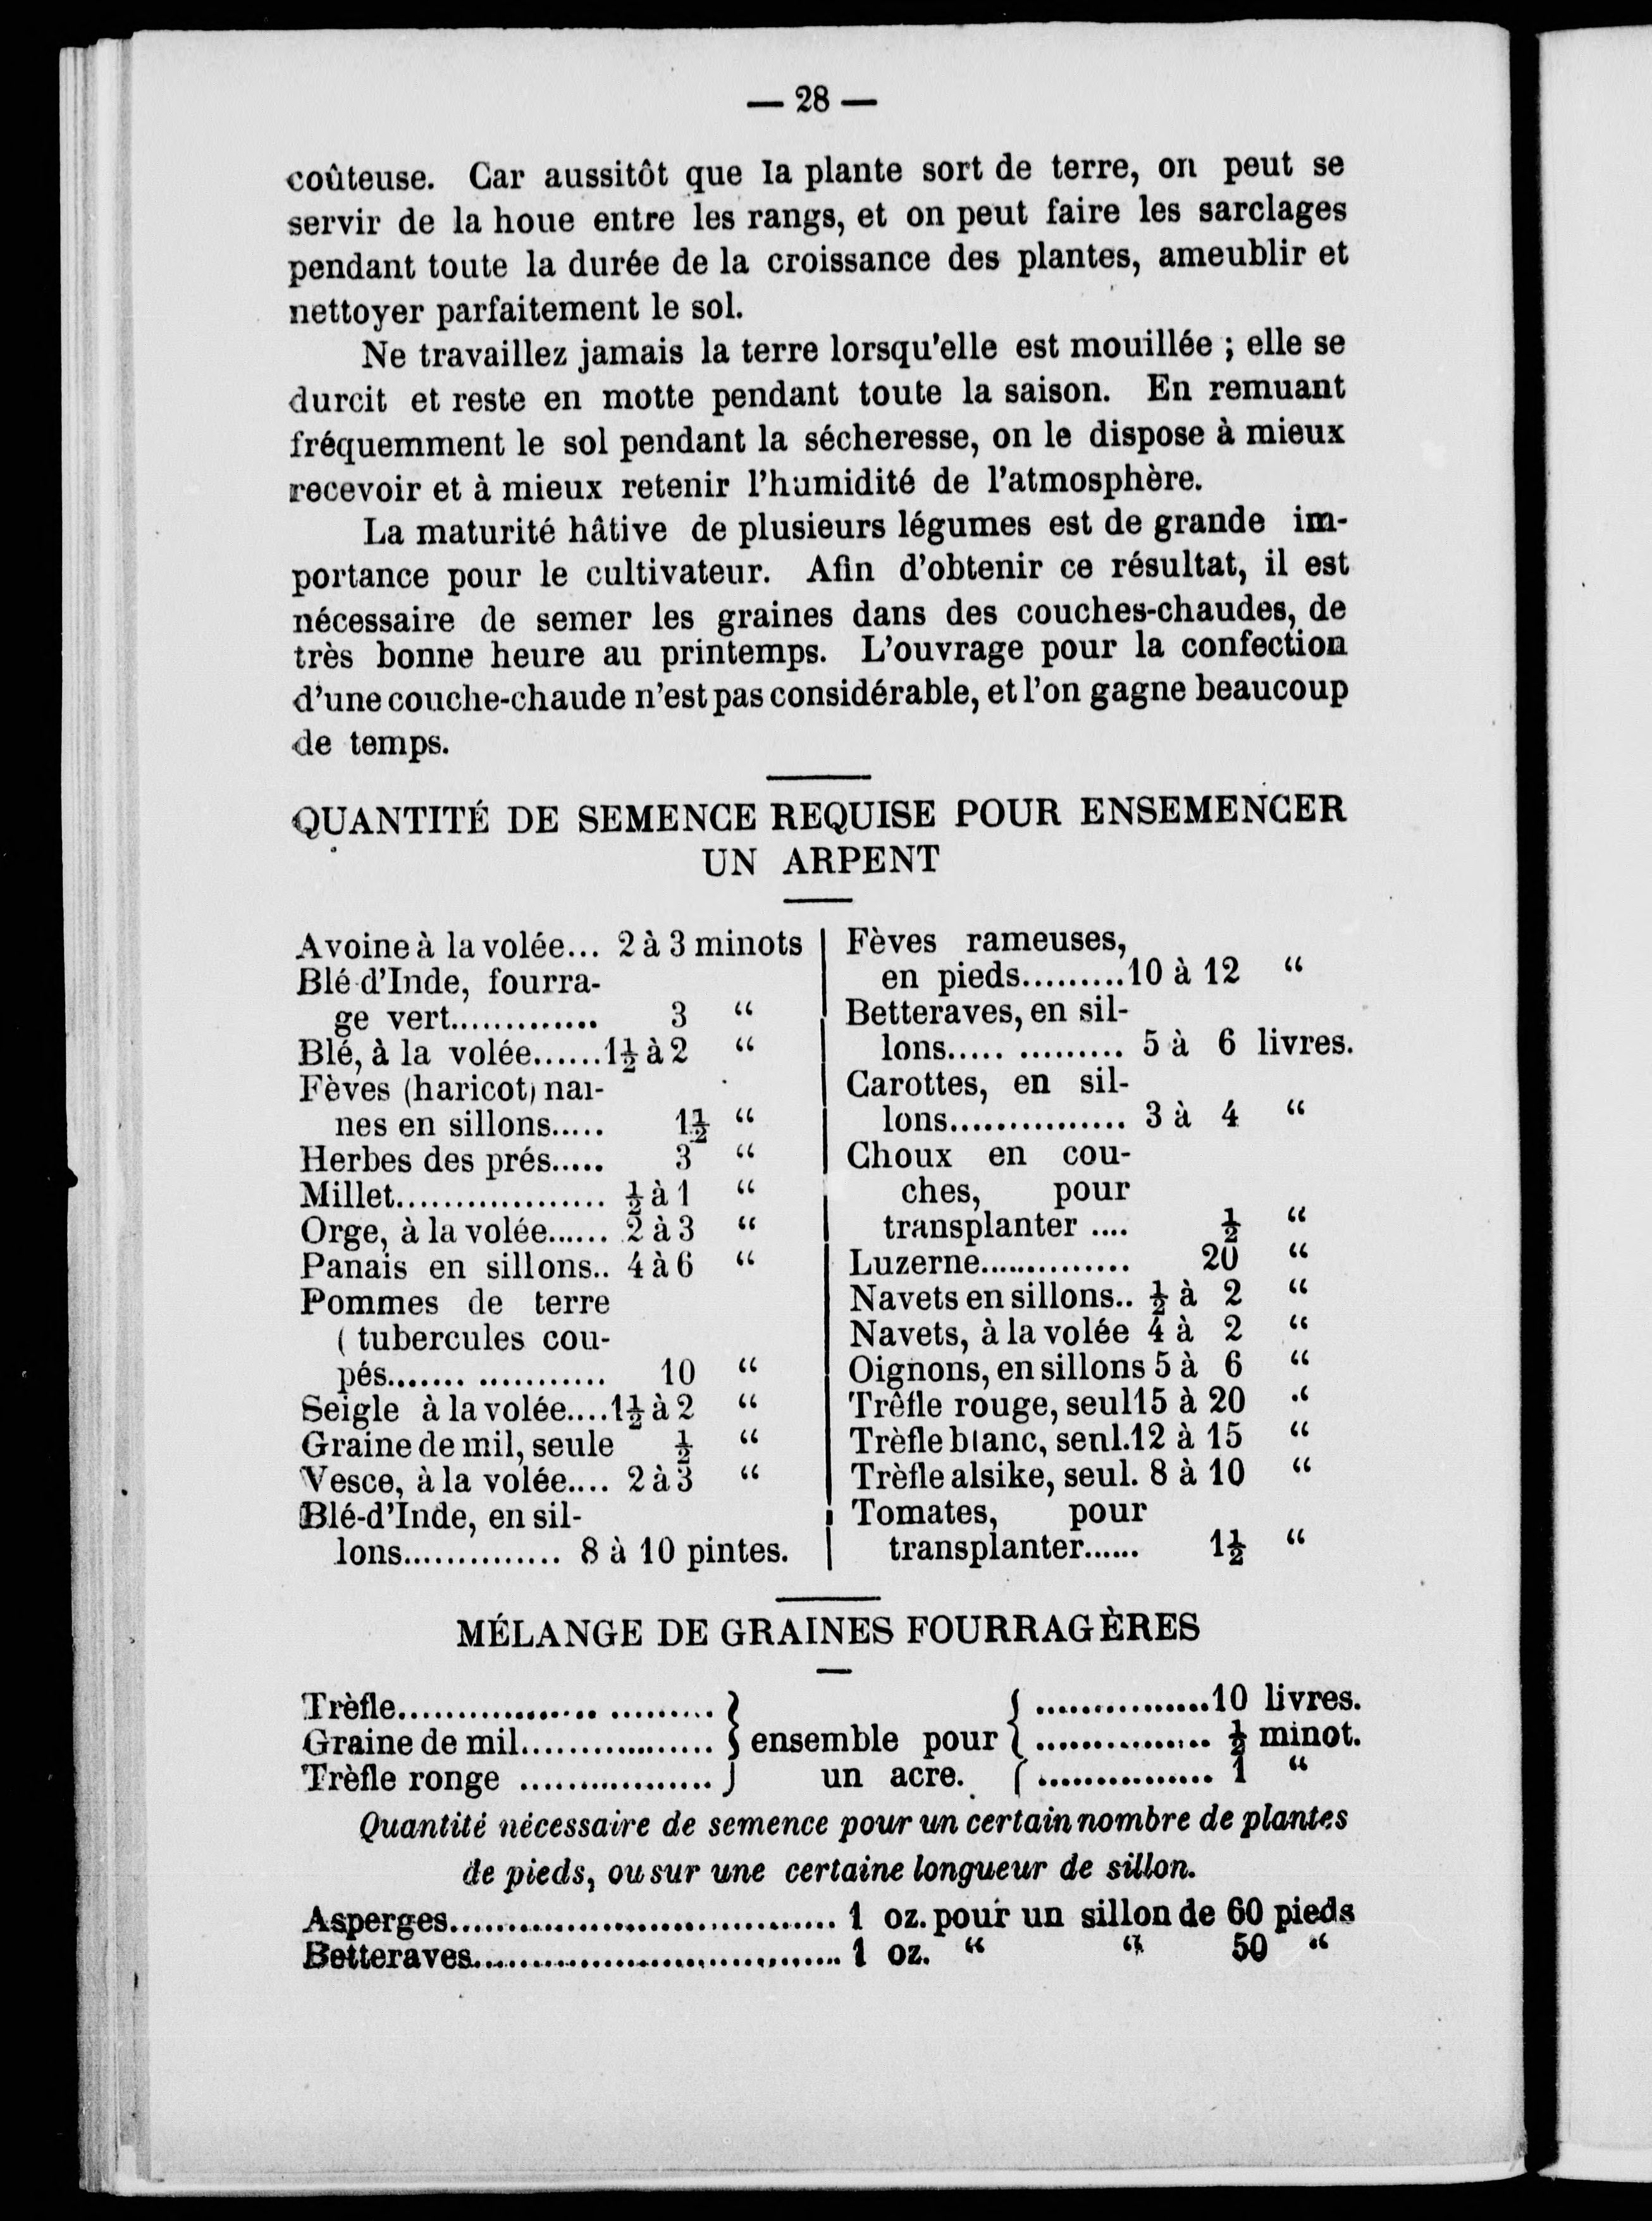 — 28 —
coûteuse. Car aussitôt que la plante sort de terre, on peut se
servir de la houe entre les rangs, et on peut faire les sarclages
pendant toute la durée de la croissance des plantes, ameublir et
nettoyer parfaitement le sol.
Ne travaillez jamais la terre lorsqu'elle est mouillée ; elle se
durcit et reste en motte pendant toute la saison. En remuant
fréquemment le sol pendant la sécheresse, on le dispose à mieux
recevoir et à mieux retenir l'humidité de l'atmosphère.
La maturité hâtive de plusieurs légumes est de grande im-
portance pour le cultivateur. Afin d'obtenir ce résultat, il est
nécessaire de semer les graines dans des couches-chaudes, de
très bonne heure au printemps. L'ouvrage pour la confection
d'une couche-chaude n'est pas considérable, et l'on gagne beaucoup
de temps.
QUANTITÉ DE SEMENCE REQUISE POUR ENSEMENCER
UN ARPENT
Avoine à la volée... 2 à 3 minots
Blé d'Inde, fourra-
ge vert............. 3 “
Blé, à la volée......1½ à 2 “
Fèves (haricot) nai-
nes en sillons..... 1½ “
Herbes des prés..... 3 “
Millet.................. ½ à 1 “
Orge, à la volée...... 2 à 3 “
Panais en sillons.. 4 à 6 “
Pommes de terre
( tubercules cou-
pés....... ........... 10 “
Seigle à la volée....1½ à 2 “
Graine de mil, seule ½ “
Vesce, à la volée.... 2 à 3 “
Blé-d'Inde, en sil-
lons.............. 8 à 10 pintes.
Fèves rameuses,
en pieds.........10 à 12 “
Betteraves, en sil-
lons..... ......... 5 à 6 livres.
Carottes, en sil-
lons............... 3 à 4 “
Choux en cou-
ches, pour
transplanter .... ½ “
Luzerne............. 20 “
Navets en sillons.. ½ à 2 “
Navets, à la volée 4 à 2 “
Oignons, en sillons 5 à 6 “
Trêfle rouge, seul 15 à 20 “
Trèfle blanc, senl.12 à 15 “
Trèfle alsike, seul. 8 à 10 “
Tomates, pour
transplanter...... 1½ “
MÉLANGE DE GRAINES FOURRAGÈRES
Trèfle................. ......... } { ...............10 livres.
Graine de mil................. } ensemble pour { ............... ½ minot.
Trèfle ronge ................. } un acre. { ............... 1 “
Quantité nécessaire de semence pour un certain nombre de plantes
de pieds, ou sur une certaine longueur de sillon.
Asperges................................. 1 oz. pour un sillon de 60 pieds
Betteraves................................ 1 oz. “ “ 50 “